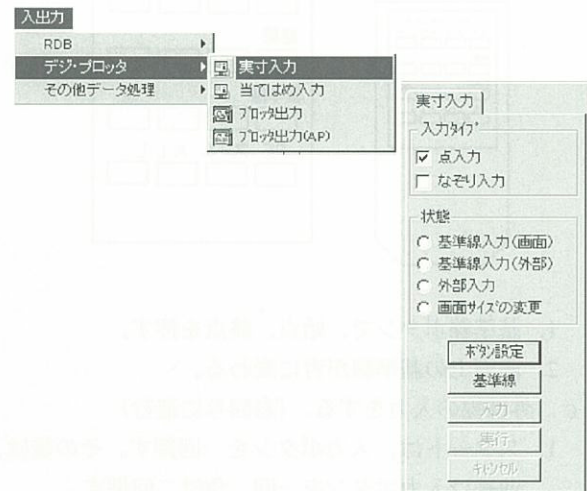 入出力
RDB
デジ・プロッタ
その他データ処理
実寸入力
当てはめ入力
プロッタ出力
プロッタ出力(AP)
実寸入力
入力タイプ
点入力
なぞり入力
状態
基準線入力(画面)
基準線入力(外部)
外部入力
画面サイズの変更
ボタン設定
基準線
入力
実行
キャンセル